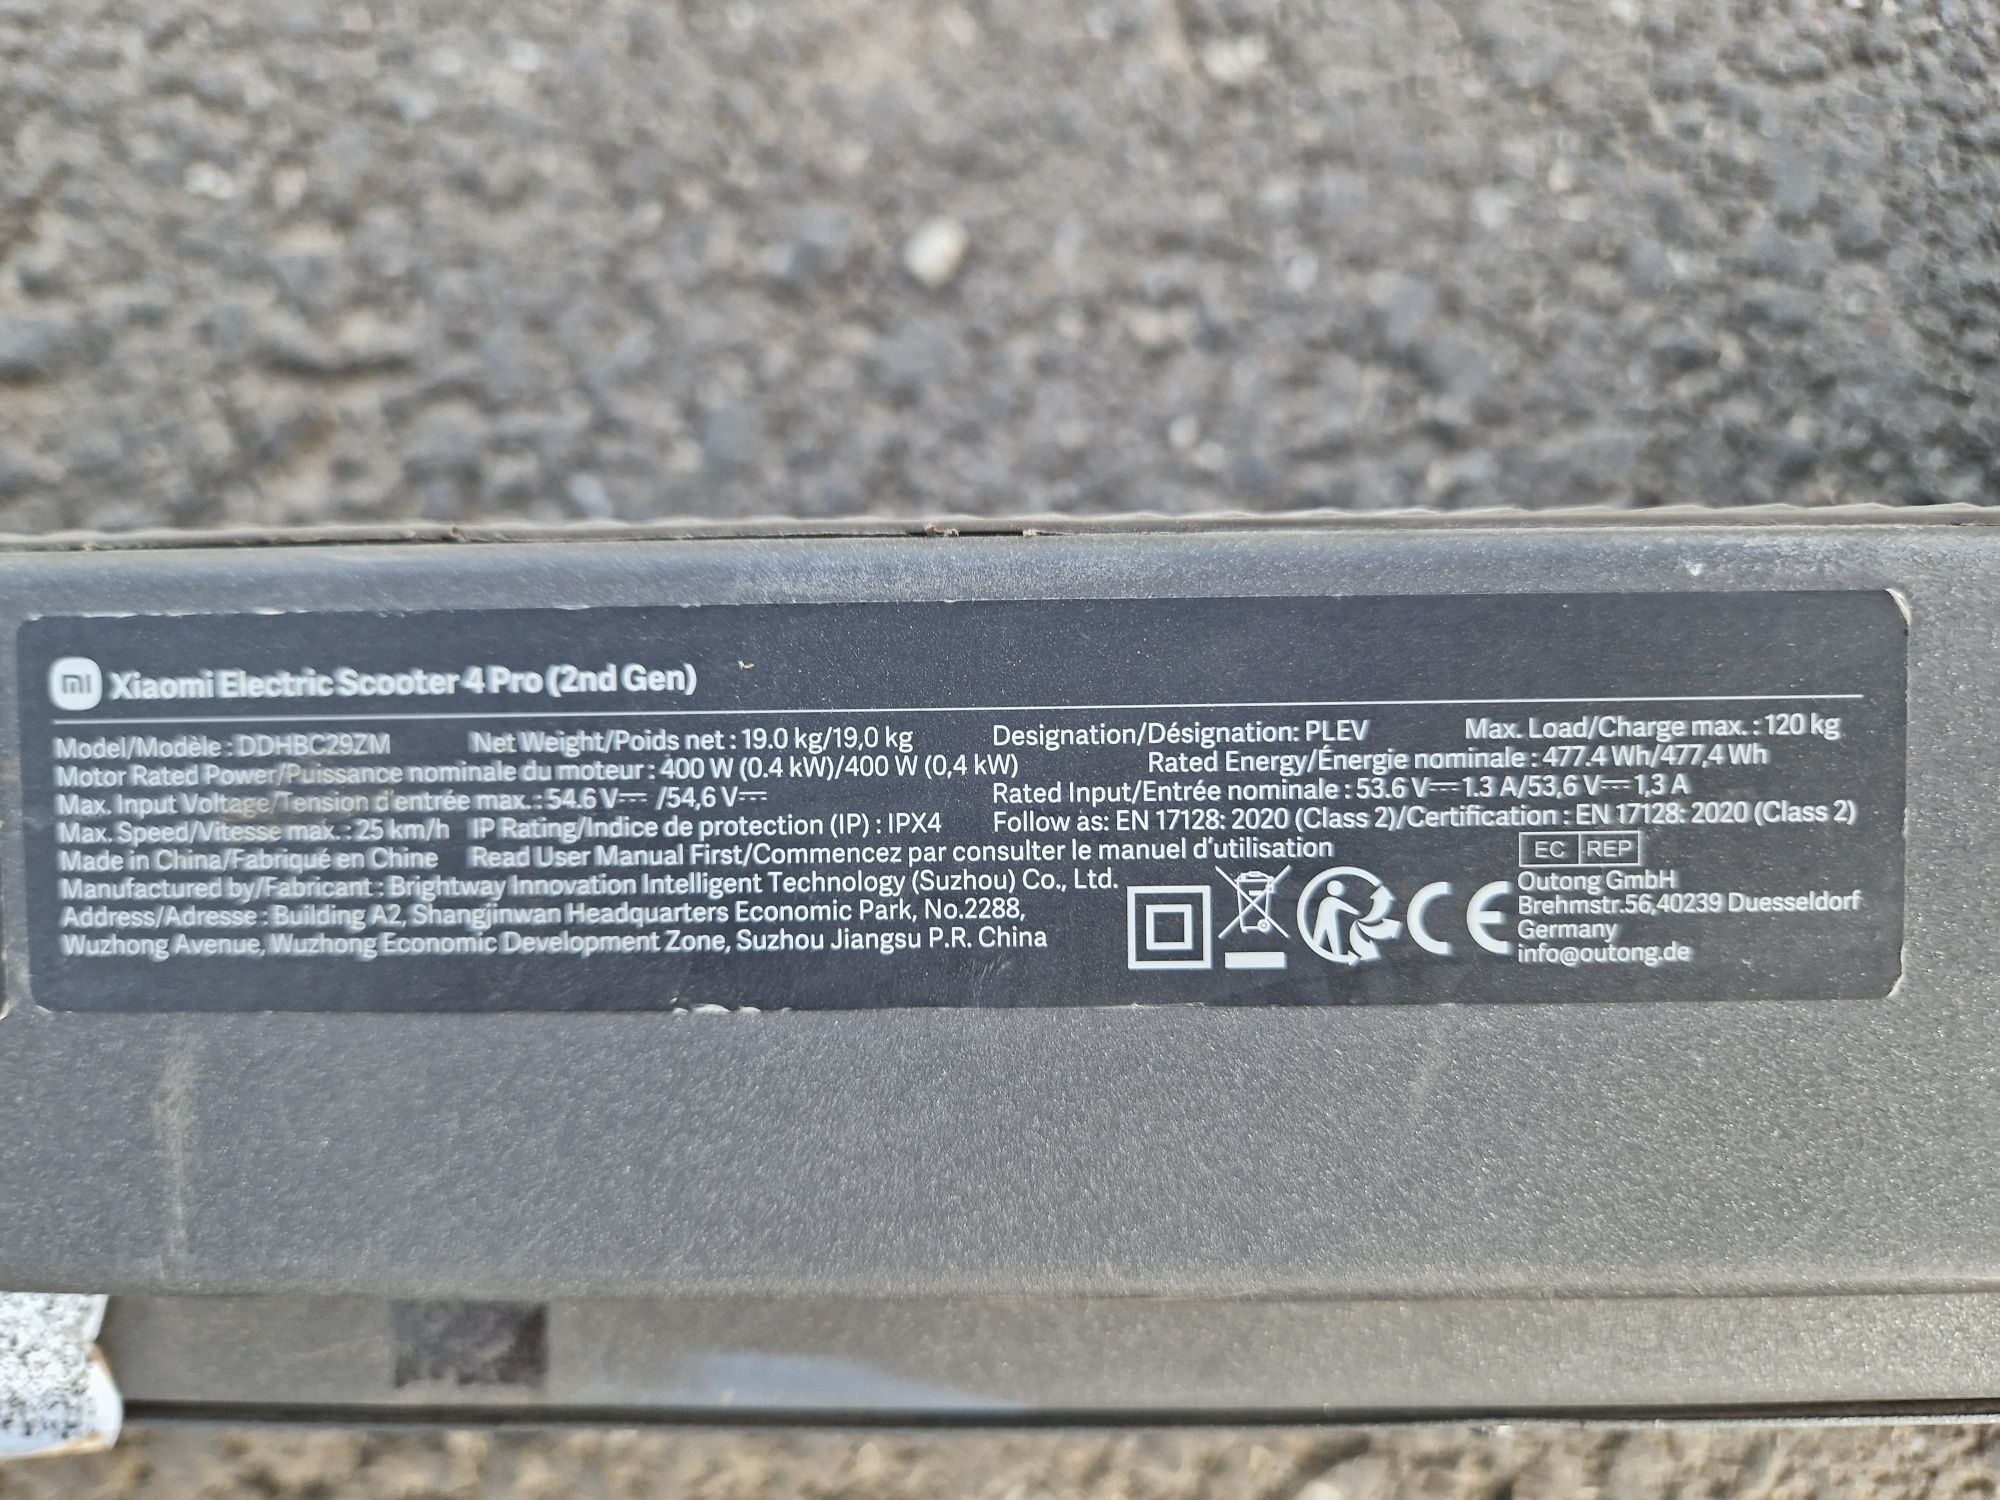 mi Xiaomi Electric Scooter 4 Pro (2nd Gen)
Model/Modèle : DDHBC29ZM Net Weight/Poids net : 19.0 kg/19,0 kg Designation/Désignation: PLEV Max. Load/Charge max. : 120 kg
Motor Rated Power/Puissance nominale du moteur : 400 W (0.4 kW)/400 W (0,4 kW) Rated Energy/Énergie nominale : 477.4 Wh/477,4 Wh
Max. Input Voltage/Tension d'entrée max. : 54.6 V⎓ /54,6 V⎓ Rated Input/Entrée nominale : 53.6 V⎓ 1.3 A/53,6 V⎓ 1,3 A
Max. Speed/Vitesse max. : 25 km/h IP Rating/Indice de protection (IP) : IPX4 Follow as: EN 17128: 2020 (Class 2)/Certification : EN 17128: 2020 (Class 2)
Made in China/Fabriqué en Chine Read User Manual First/Commencez par consulter le manuel d'utilisation
Manufactured by/Fabricant : Brightway Innovation Intelligent Technology (Suzhou) Co., Ltd.
Address/Adresse : Building A2, Shangjinwan Headquarters Economic Park, No.2288,
Wuzhong Avenue, Wuzhong Economic Development Zone, Suzhou Jiangsu P.R. China
CE
EC REP
Outong GmbH
Brehmstr.56,40239 Duesseldorf
Germany
info@outong.de